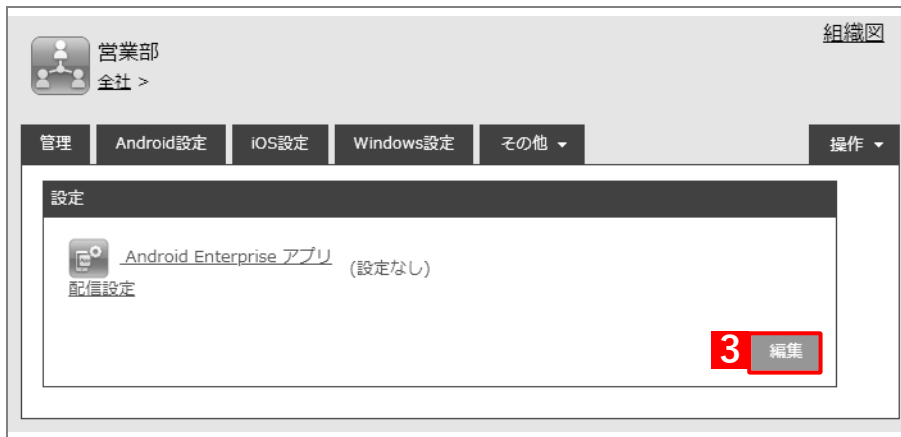 組織図
営業部
全社 >
管理 Android設定 iOS設定 Windows設定 その他 ▼ 操作 ▼
設定
Android Enterprise アプリ (設定なし)
配信設定
3 編集